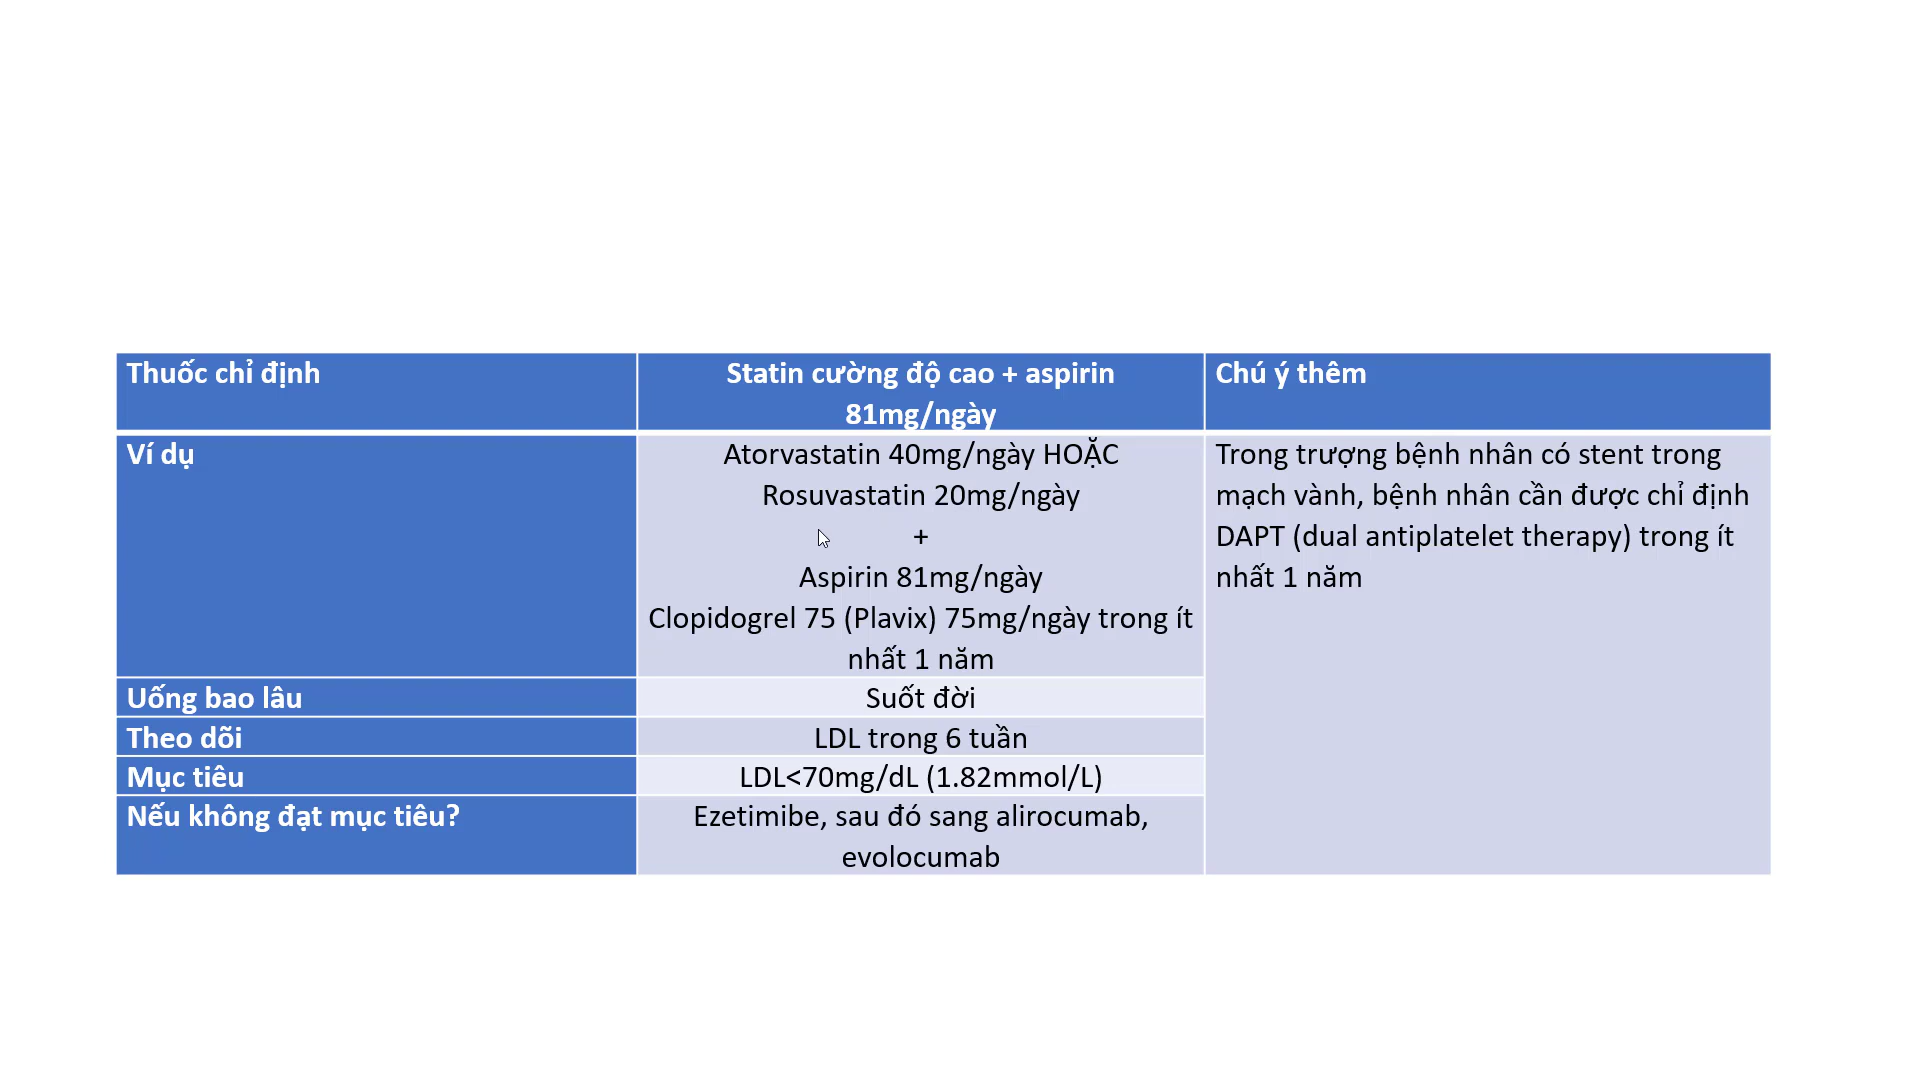 Thuốc chỉ định
Statin cường độ cao + aspirin
81mg/ngày
Chú ý thêm
Ví dụ
Atorvastatin 40mg/ngày HOẶC
Rosuvastatin 20mg/ngày
+
Aspirin 81mg/ngày
Clopidogrel 75 (Plavix) 75mg/ngày trong ít
nhất 1 năm
Trong trượng bệnh nhân có stent trong
mạch vành, bệnh nhân cần được chỉ định
DAPT (dual antiplatelet therapy) trong ít
nhất 1 năm
Uống bao lâu
Suốt đời
Theo dõi
LDL trong 6 tuần
Mục tiêu
LDL<70mg/dL (1.82mmol/L)
Nếu không đạt mục tiêu?
Ezetimibe, sau đó sang alirocumab,
evolocumab